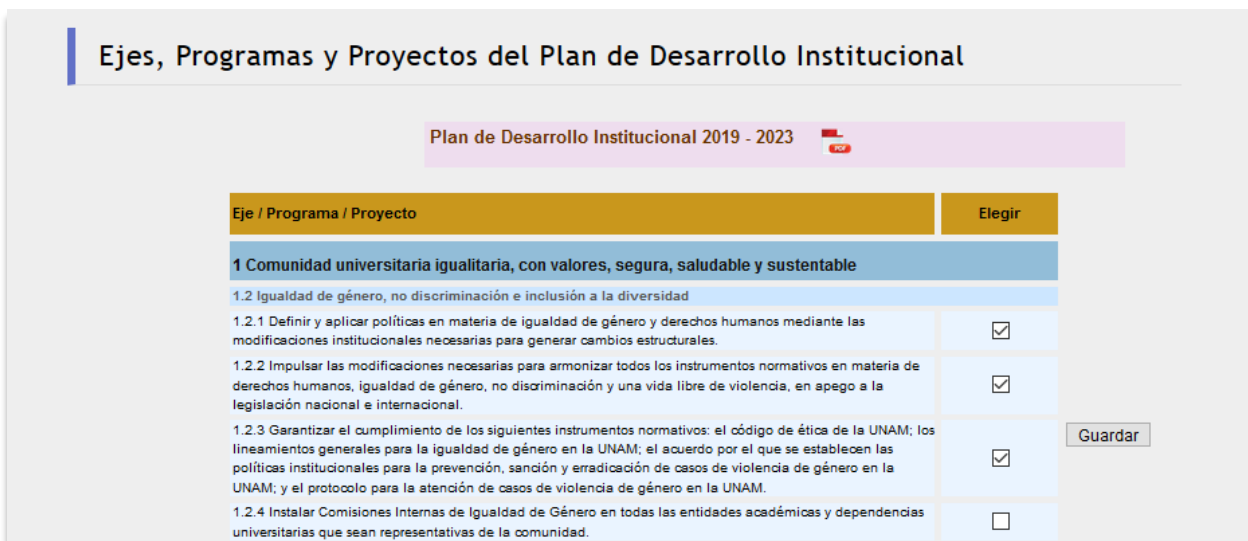 Ejes, Programas y Proyectos del Plan de Desarrollo Institucional
Plan de Desarrollo Institucional 2019 - 2023
PDF
Eje / Programa / Proyecto
Elegir
1 Comunidad universitaria igualitaria, con valores, segura, saludable y sustentable
1.2 Igualdad de género, no discriminación e inclusión a la diversidad
1.2.1 Definir y aplicar políticas en materia de igualdad de género y derechos humanos mediante las
modificaciones institucionales necesarias para generar cambios estructurales.
1.2.2 Impulsar las modificaciones necesarias para armonizar todos los instrumentos normativos en materia de
derechos humanos, igualdad de género, no discriminación y una vida libre de violencia, en apego a la
legislación nacional e internacional.
1.2.3 Garantizar el cumplimiento de los siguientes instrumentos normativos: el código de ética de la UNAM; los
lineamientos generales para la igualdad de género en la UNAM; el acuerdo por el que se establecen las
políticas institucionales para la prevención, sanción y erradicación de casos de violencia de género en la
UNAM; y el protocolo para la atención de casos de violencia de género en la UNAM.
Guardar
1.2.4 Instalar Comisiones Internas de Igualdad de Género en todas las entidades académicas y dependencias
universitarias que sean representativas de la comunidad.